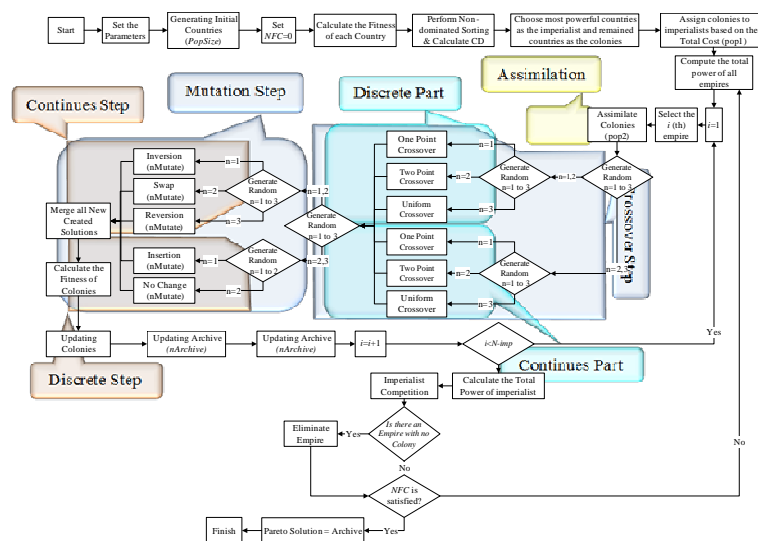 Start
Set the
Parameters
Generating Initial
Countries
(PopSize)
Set
NFC=0
Calculate the Fitness
of each Country
Perform Non-
dominated Sorting
& Calculate CD
Choose most powerful countries
as the imperialist and remained
countries as the colonies
Assign colonies to
imperialists based on the
Total Cost (pop1)
Compute the total
power of all
empires
i=1
Select the
i (th)
empire
Assimilate
Colonies
(pop2)
Assimilation
Discrete Part
Mutation Step
Continues Step
Generate
Random
n=1 to 3
n=1,2
n=2,3
Crossover Step
Generate
Random
n=1 to 3
n=1
n=2
n=3
One Point
Crossover
Two Point
Crossover
Uniform
Crossover
Generate
Random
n=1 to 3
n=1
n=2
n=3
One Point
Crossover
Two Point
Crossover
Uniform
Crossover
Generate
Random
n=1 to 3
n=1,2
n=2,3
Generate
Random
n=1 to 3
n=1
n=2
n=3
Inversion
(nMutate)
Swap
(nMutate)
Reversion
(nMutate)
Generate
Random
n=1 to 2
n=1
n=2
Insertion
(nMutate)
No Change
(nMutate)
Merge all New
Created
Solutions
Calculate the
Fitness of
Colonies
Updating
Colonies
Updating Archive
(nArchive)
Updating Archive
(nArchive)
i=i+1
i<N-imp
Yes
Discrete Step
Continues Part
Calculate the Total
Power of imperialist
Imperialist
Competition
Is there an
Empire with no
Colony
Yes
Eliminate
Empire
No
NFC is
satisfied?
No
Yes
Pareto Solution = Archive
Finish